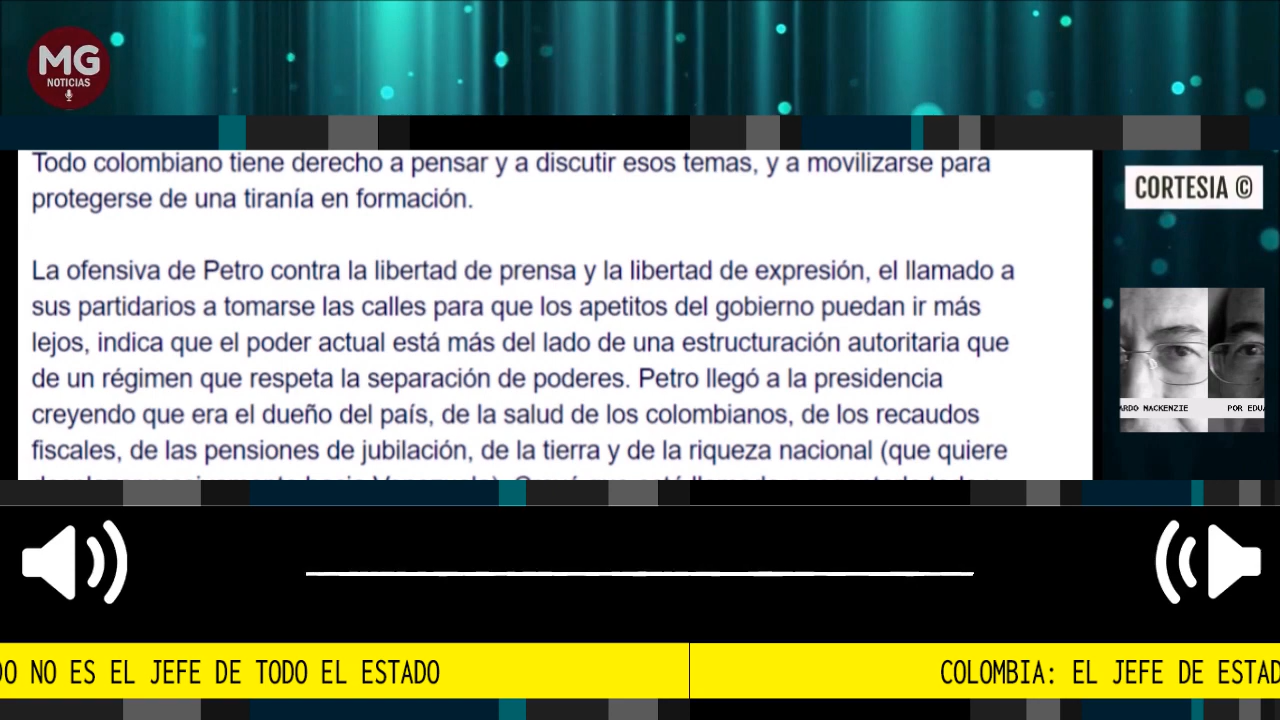 MG
NOTICIAS
Todo colombiano tiene derecho a pensar y a discutir esos temas, y a movilizarse para
protegerse de una tiranía en formación.
La ofensiva de Petro contra la libertad de prensa y la libertad de expresión, el llamado a
sus partidarios a tomarse las calles para que los apetitos del gobierno puedan ir más
lejos, indica que el poder actual está más del lado de una estructuración autoritaria que
de un régimen que respeta la separación de poderes. Petro llegó a la presidencia
creyendo que era el dueño del país, de la salud de los colombianos, de los recaudos
fiscales, de las pensiones de jubilación, de la tierra y de la riqueza nacional (que quiere
CORTESIA ©
ARDO MACKENZIE POR EDUA
DO NO ES EL JEFE DE TODO EL ESTADO
COLOMBIA: EL JEFE DE ESTAD